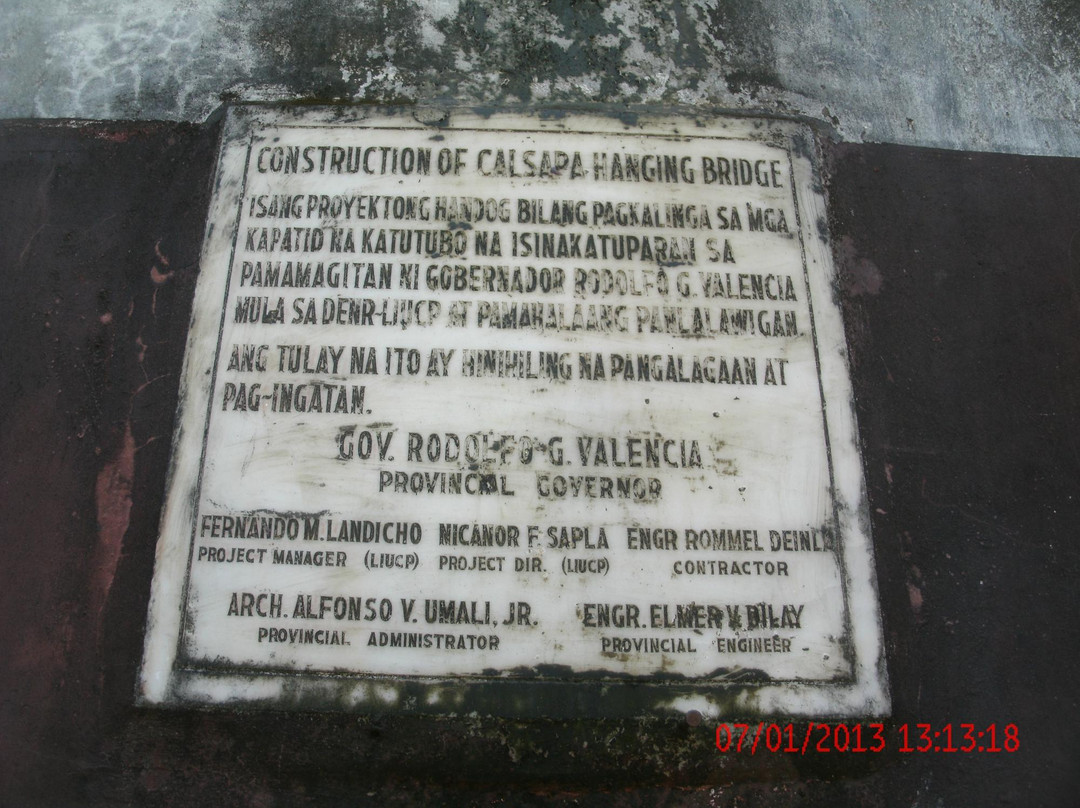 CONSTRUCTION OF CALSAPA HANGING BRIDGE
ISANG PROYEKTONG HANDOG BILANG PAGKALINGA SA MGA
KAPATID NA KATUTUBO NA ISINAKATUPARAN SA
PAMAMAGITAN NI GOBERNADOR RODOLFO G. VALENCIA
MULA SA DENR-LIUCP AT PAMAHALAANG PANLALAWIGAN.
ANG TULAY NA ITO AY HINIHILING NA PANGALAGAAN AT
PAG-INGATAN.
GOV. RODOLFO G. VALENCIA
PROVINCIAL GOVERNOR
FERNANDO M. LANDICHO NICANOR F. SAPLA ENGR ROMMEL DEINLA
PROJECT MANAGER (LIUCP) PROJECT DIR. (LIUCP) CONTRACTOR
ARCH. ALFONSO V. UMALI, JR. ENGR. ELMER V. DILAY
PROVINCIAL ADMINISTRATOR PROVINCIAL ENGINEER
07/01/2013 13:13:18